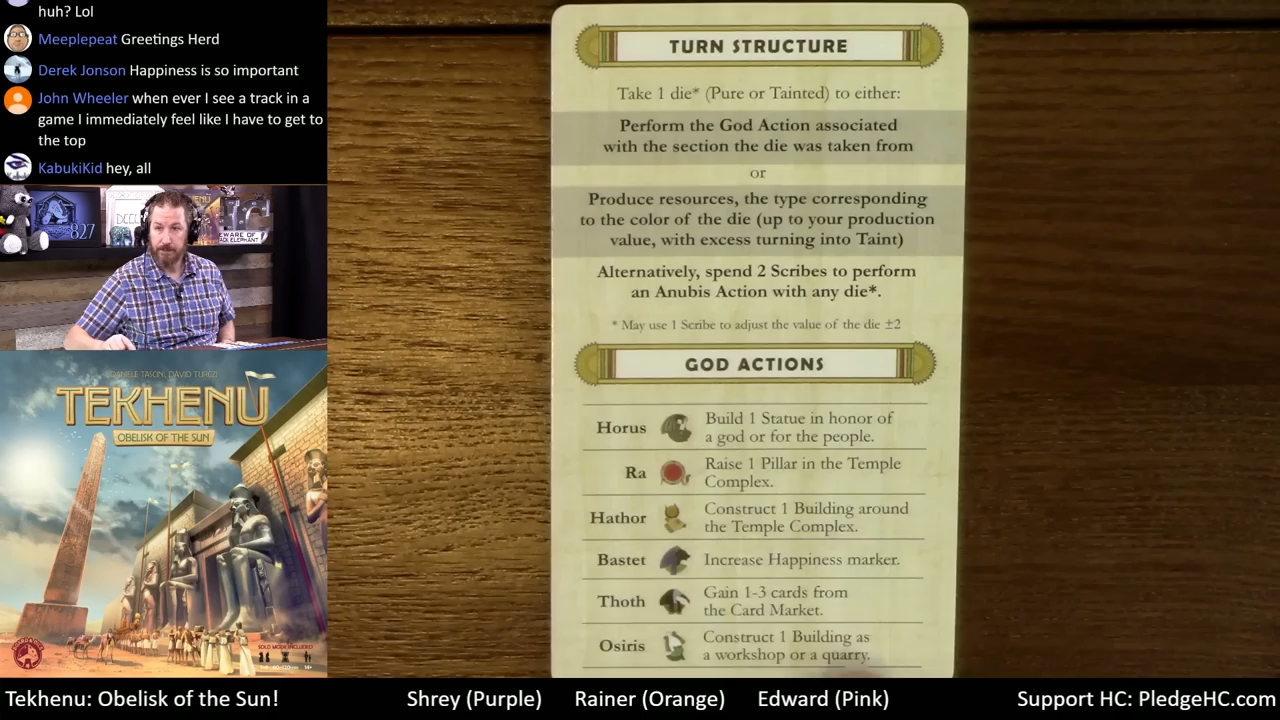 huh? Lol
Meeplepeat Greetings Herd
Derek Jonson Happiness is so important
John Wheeler when ever I see a track in a
game I immediately feel like I have to get to
the top
KabukiKid hey, all
827
BEWARE OF
TEKHENU
OBELISK OF THE SUN
TURN STRUCTURE
Take 1 die* (Pure or Tainted) to either:
Perform the God Action associated
with the section the die was taken from
or
Produce resources, the type corresponding
to the color of the die (up to your production
value, with excess turning into Taint)
Alternatively, spend 2 Scribes to perform
an Anubis Action with any die*.
* May use 1 Scribe to adjust the value of the die ±2
GOD ACTIONS
Horus Build 1 Statue in honor of
a god or for the people.
Ra Raise 1 Pillar in the Temple
Complex.
Hathor Construct 1 Building around
the Temple Complex.
Bastet Increase Happiness marker.
Thoth Gain 1-3 cards from
the Card Market.
Osiris Construct 1 Building as
a workshop or a quarry.
Tekhenu: Obelisk of the Sun! Shrey (Purple) Rainer (Orange) Edward (Pink) Support HC: PledgeHC.com